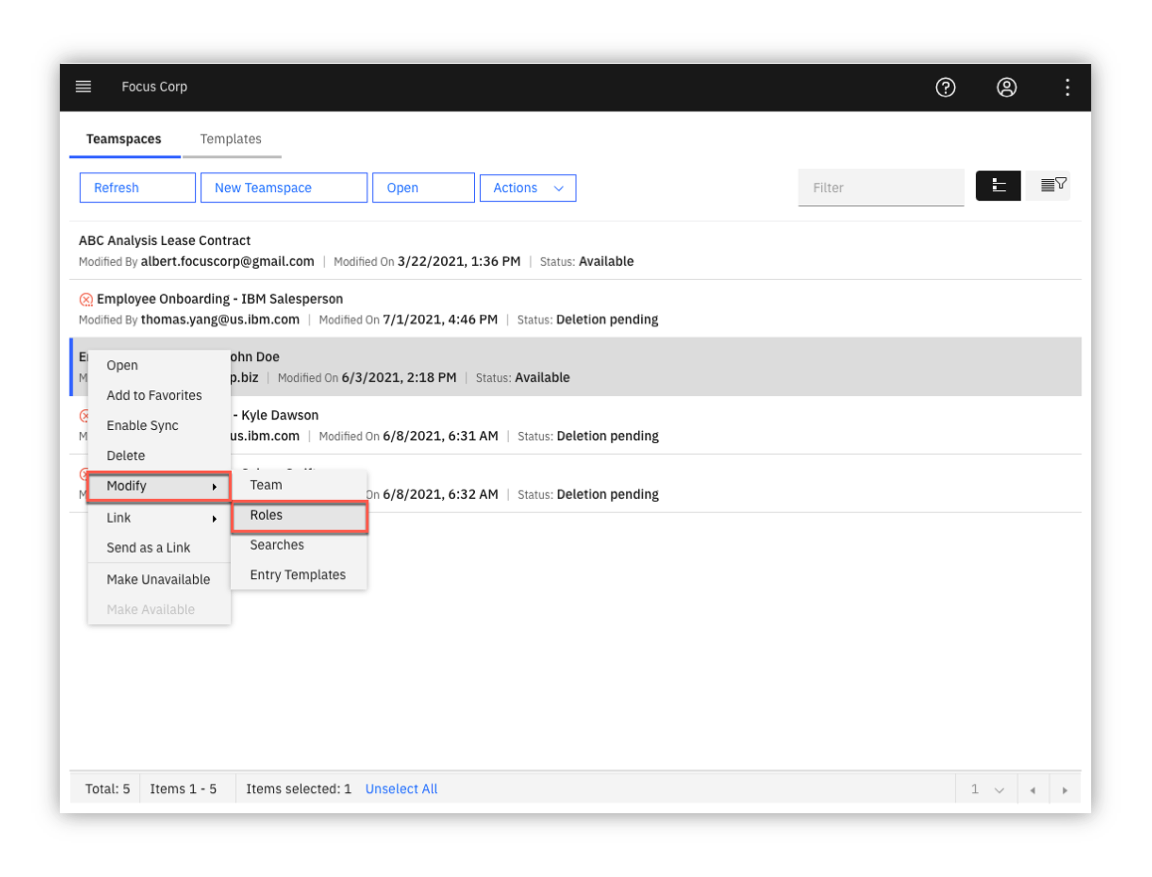 Focus Corp
Teamspaces Templates
Refresh New Teamspace Open Actions Filter
ABC Analysis Lease Contract
Modified By albert.focuscorp@gmail.com | Modified On 3/22/2021, 1:36 PM | Status: Available
Employee Onboarding - IBM Salesperson
Modified By thomas.yang@us.ibm.com | Modified On 7/1/2021, 4:46 PM | Status: Deletion pending
ohn Doe
p.biz | Modified On 6/3/2021, 2:18 PM | Status: Available
- Kyle Dawson
us.ibm.com | Modified On 6/8/2021, 6:31 AM | Status: Deletion pending
On 6/8/2021, 6:32 AM | Status: Deletion pending
Open
Add to Favorites
Enable Sync
Delete
Modify
Link
Send as a Link
Make Unavailable
Make Available
Team
Roles
Searches
Entry Templates
Total: 5 Items 1 - 5 Items selected: 1 Unselect All 1